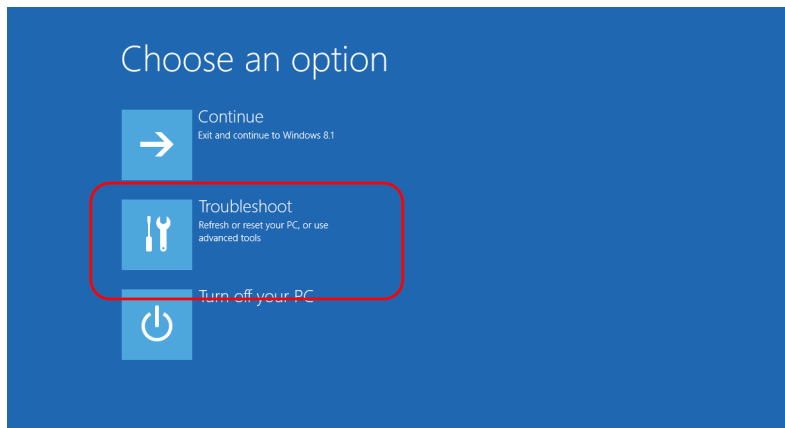 Choose an option
Continue
Exit and continue to Windows 8.1
Troubleshoot
Refresh or reset your PC, or use
advanced tools
Turn off your PC